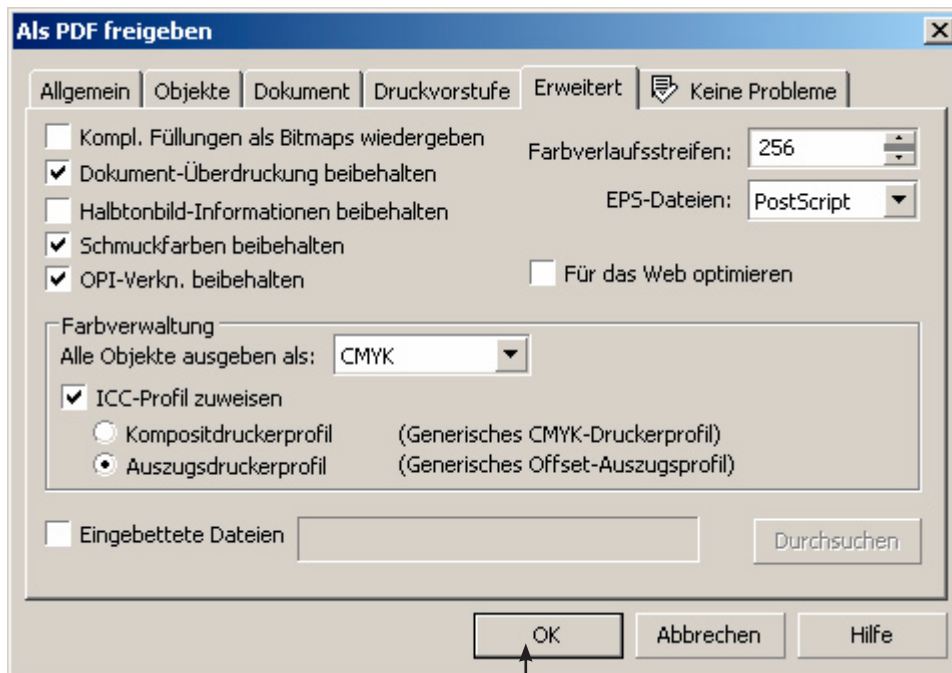 Als PDF freigeben
Allgemein Objekte Dokument Druckvorstufe Erweitert Keine Probleme
Kompl. Füllungen als Bitmaps wiedergeben
Dokument-Überdruckung beibehalten
Halbtonbild-Informationen beibehalten
Schmuckfarben beibehalten
OPI-Verkn. beibehalten
Farbverlaufsstreifen: 256
EPS-Dateien: PostScript
Für das Web optimieren
Farbverwaltung
Alle Objekte ausgeben als: CMYK
ICC-Profil zuweisen
Kompositdruckerprofil (Generisches CMYK-Druckerprofil)
Auszugsdruckerprofil (Generisches Offset-Auszugsprofil)
Eingebettete Dateien Durchsuchen
OK Abbrechen Hilfe